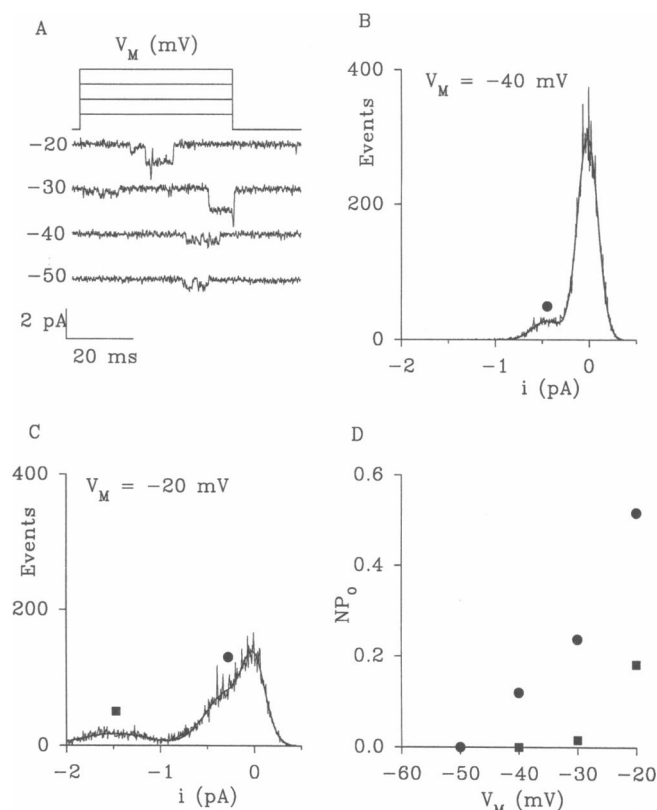 A
V_M (mV)
−20
−30
−40
−50
2 pA
20 ms
B
V_M = −40 mV
Events
400
200
0
−2
−1
0
i (pA)
C
V_M = −20 mV
Events
400
200
0
−2
−1
0
i (pA)
D
NP_o
0.6
0.4
0.2
0.0
−60
−50
−40
−30
−20
V_M (mV)